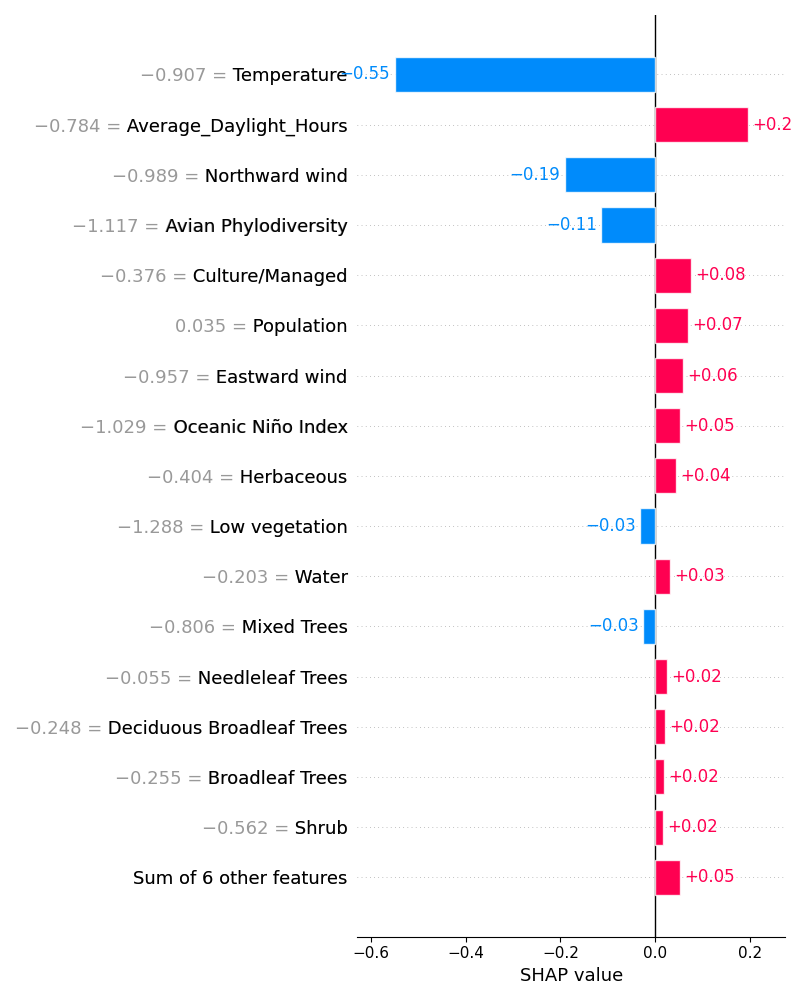 −0.907 = Temperature −0.55
−0.784 = Average_Daylight_Hours +0.2
−0.989 = Northward wind −0.19
−1.117 = Avian Phylodiversity −0.11
−0.376 = Culture/Managed +0.08
0.035 = Population +0.07
−0.957 = Eastward wind +0.06
−1.029 = Oceanic Niño Index +0.05
−0.404 = Herbaceous +0.04
−1.288 = Low vegetation −0.03
−0.203 = Water +0.03
−0.806 = Mixed Trees −0.03
−0.055 = Needleleaf Trees +0.02
−0.248 = Deciduous Broadleaf Trees +0.02
−0.255 = Broadleaf Trees +0.02
−0.562 = Shrub +0.02
Sum of 6 other features +0.05
−0.6 −0.4 −0.2 0.0 0.2
SHAP value